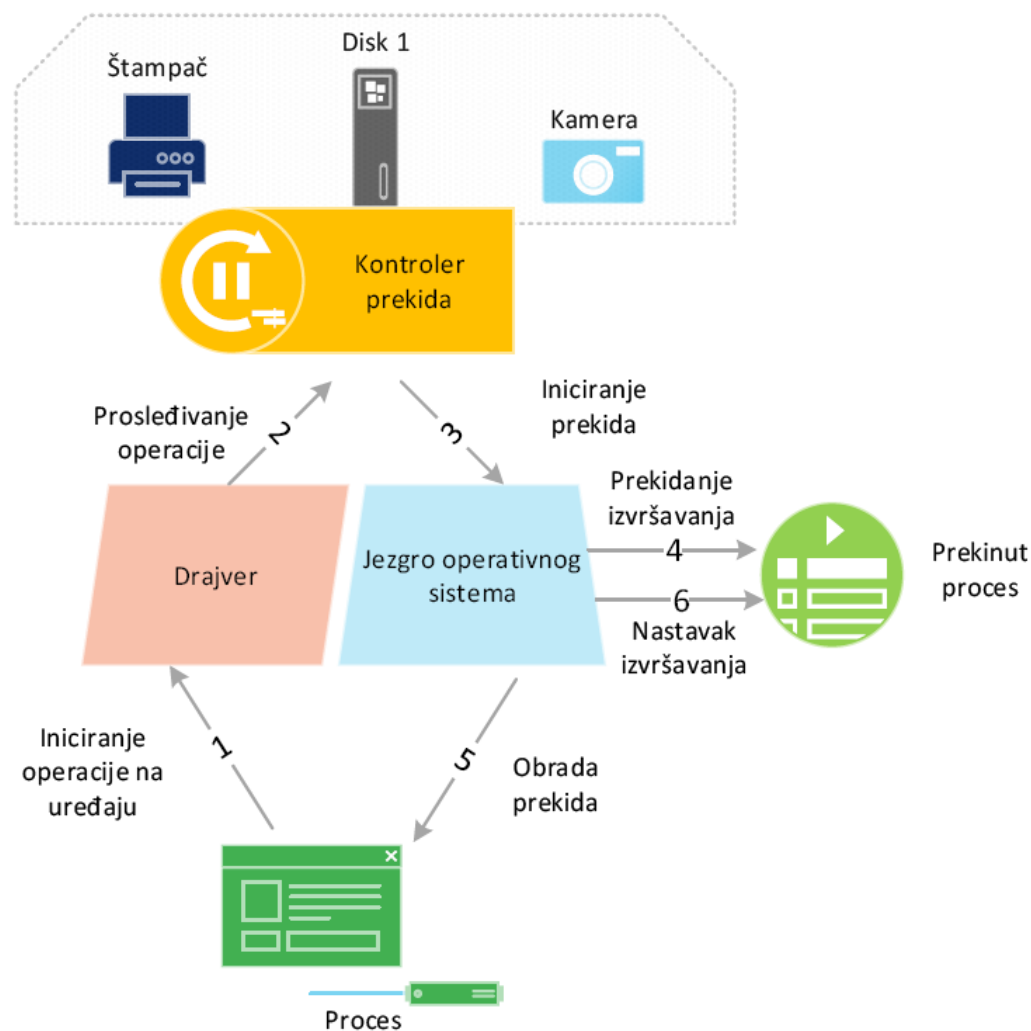 Štampač
Disk 1
Kamera
Kontroler
prekida
Prosleđivanje
operacije
2
3
Iniciranje
prekida
Drajver
Jezgro operativnog
sistema
Prekidanje
izvršavanja
4
6
Nastavak
izvršavanja
Prekinut
proces
Iniciranje
operacije na
uređaju
1
5
Obrada
prekida
Proces